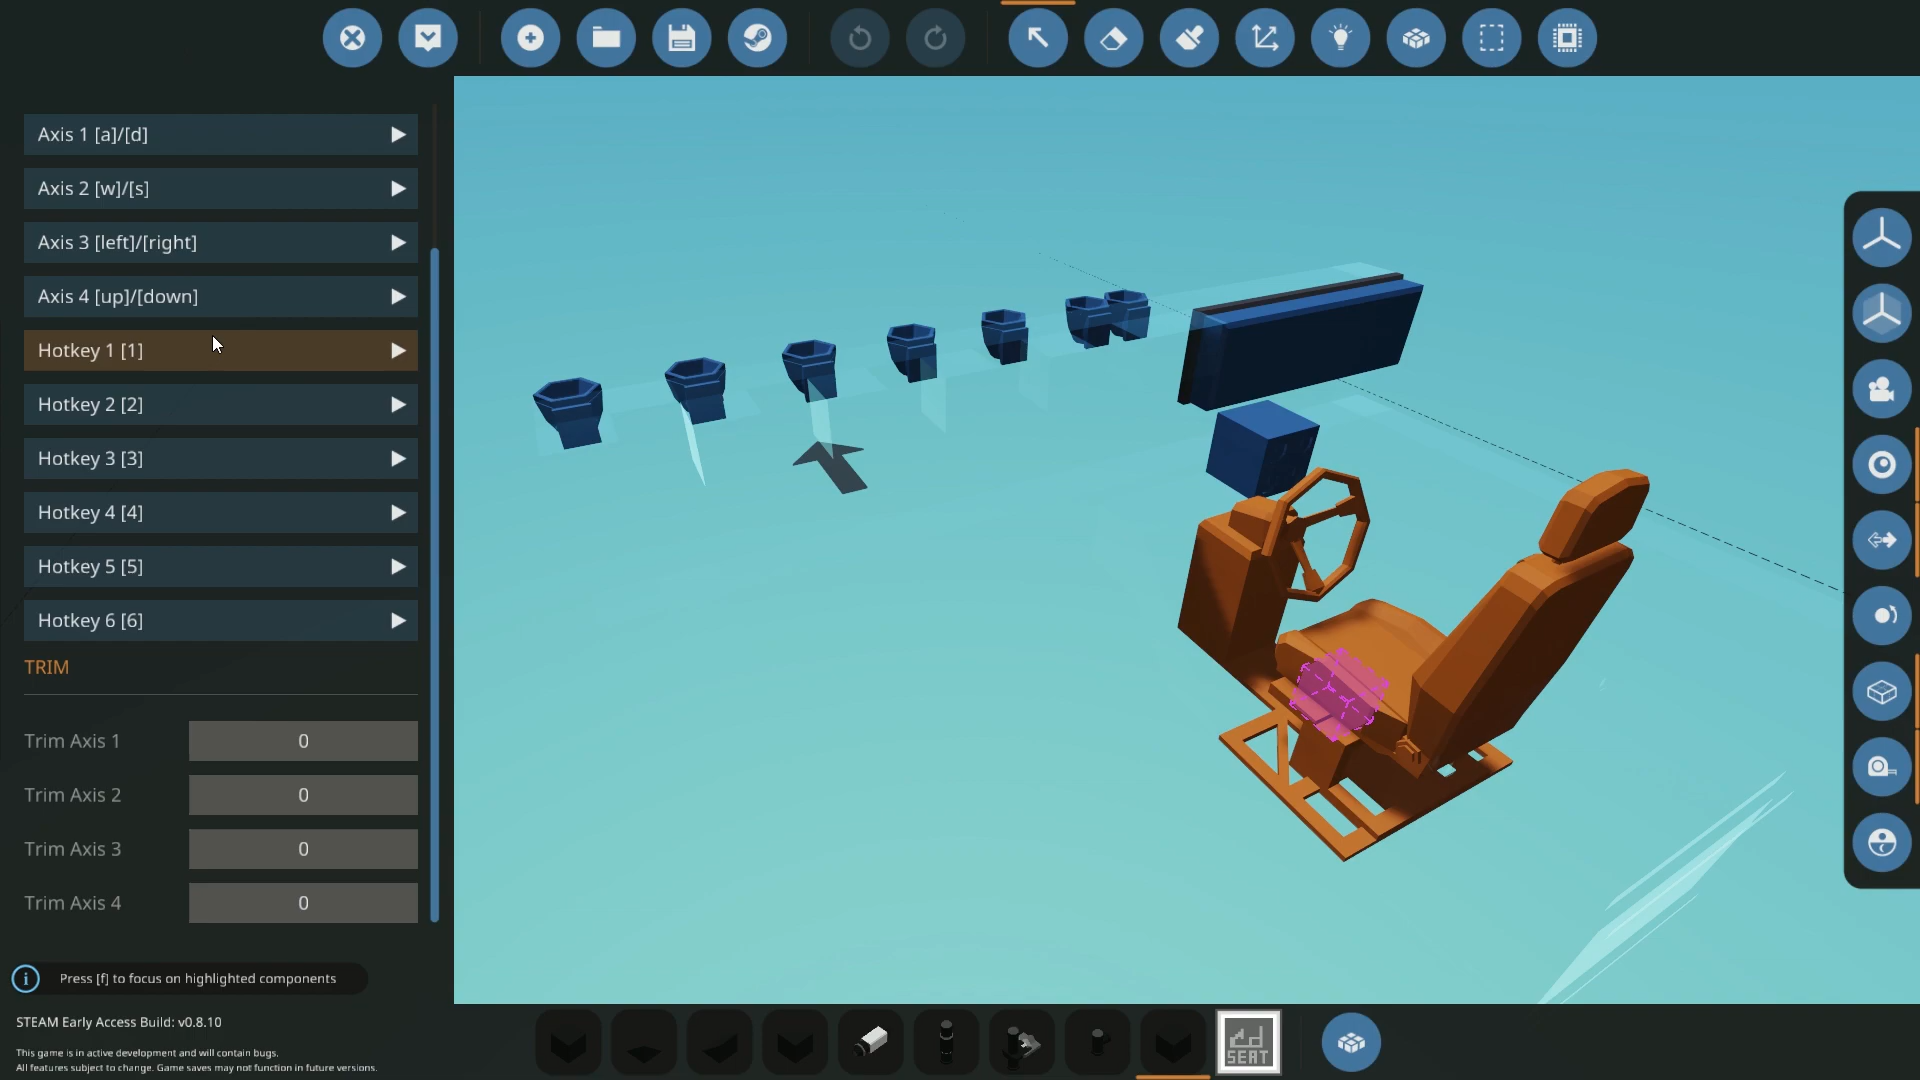 Axis 1 [a]/[d]
Axis 2 [w]/[s]
Axis 3 [left]/[right]
Axis 4 [up]/[down]
Hotkey 1 [1]
Hotkey 2 [2]
Hotkey 3 [3]
Hotkey 4 [4]
Hotkey 5 [5]
Hotkey 6 [6]
TRIM
Trim Axis 1 0
Trim Axis 2 0
Trim Axis 3 0
Trim Axis 4 0
Press [f] to focus on highlighted components
STEAM Early Access Build: v0.8.10
This game is in active development and will contain bugs.
All features subject to change. Game saves may not function in future versions.
SEAT